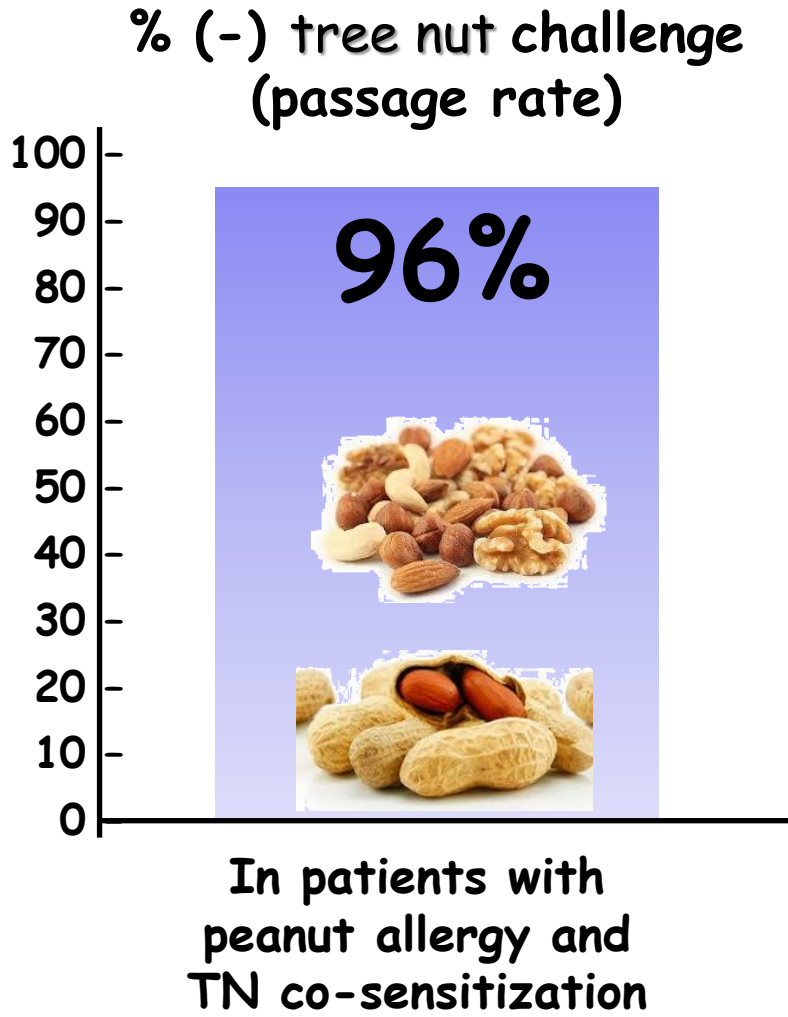 % (-) tree nut challenge
(passage rate)
100
90
80
70
60
50
40
30
20
10
0
96%
In patients with
peanut allergy and
TN co-sensitization